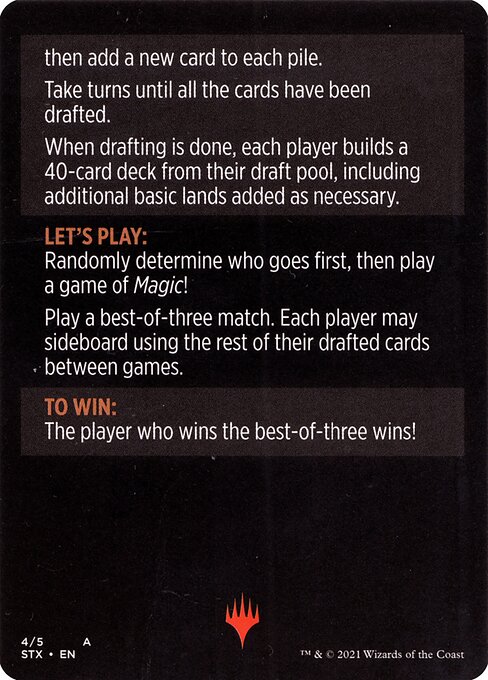 then add a new card to each pile.
Take turns until all the cards have been
drafted.
When drafting is done, each player builds a
40-card deck from their draft pool, including
additional basic lands added as necessary.
LET'S PLAY:
Randomly determine who goes first, then play
a game of Magic!
Play a best-of-three match. Each player may
sideboard using the rest of their drafted cards
between games.
TO WIN:
The player who wins the best-of-three wins!
4/5 A
STX • EN
™ & © 2021 Wizards of the Coast